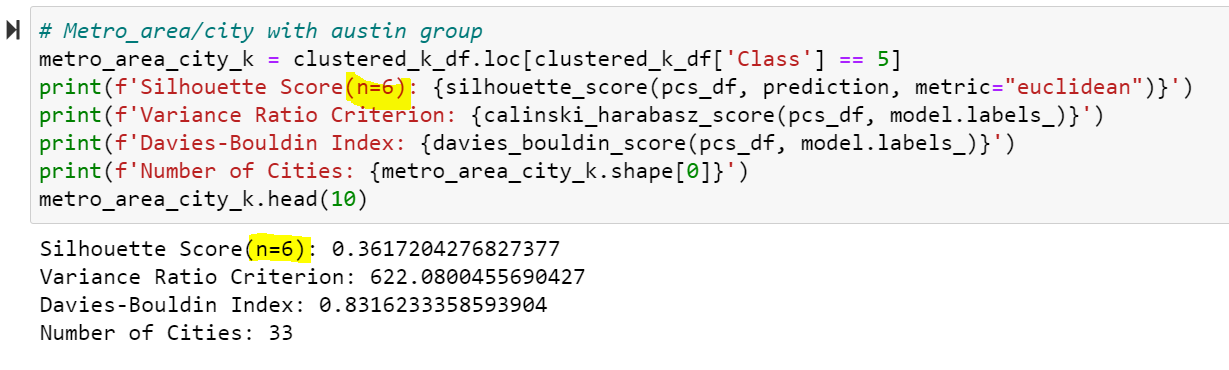 # Metro_area/city with austin group
metro_area_city_k = clustered_k_df.loc[clustered_k_df['Class'] == 5]
print(f'Silhouette Score(n=6): {silhouette_score(pcs_df, prediction, metric="euclidean")}')
print(f'Variance Ratio Criterion: {calinski_harabasz_score(pcs_df, model.labels_)}')
print(f'Davies-Bouldin Index: {davies_bouldin_score(pcs_df, model.labels_)}')
print(f'Number of Cities: {metro_area_city_k.shape[0]}')
metro_area_city_k.head(10)
Silhouette Score(n=6): 0.3617204276827377
Variance Ratio Criterion: 622.0800455690427
Davies-Bouldin Index: 0.8316233358593904
Number of Cities: 33